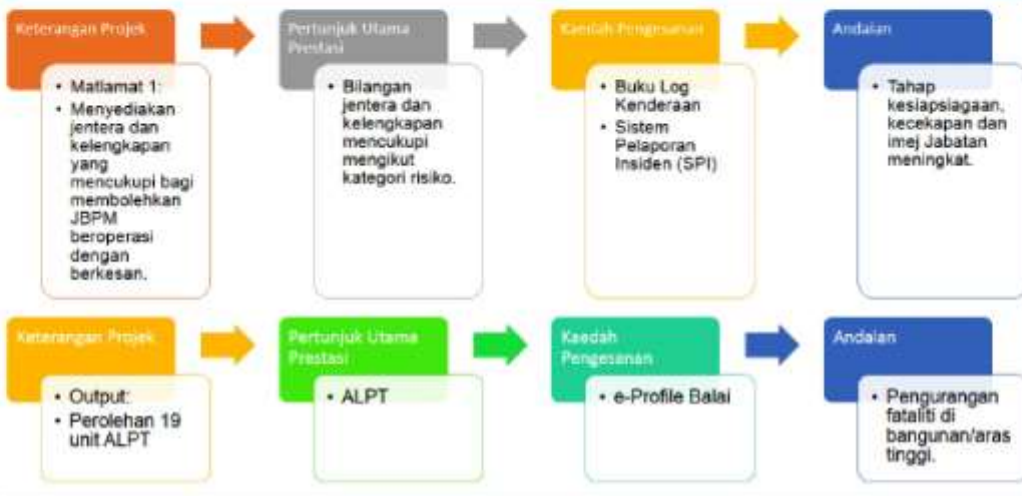 Keterangan Projek
• Matlamat 1:
• Menyediakan
jentera dan
kelengkapan
yang
mencukupi bagi
membolehkan
JBPM
beroperasi
dengan
berkesan.
Pertunjuk Utama
Prestasi
• Bilangan
jentera dan
kelengkapan
mencukupi
mengikut
kategori risiko.
Kaedah Pengesanan
• Buku Log
Kenderaan
• Sistem
Pelaporan
Insiden (SPI)
Andaian
• Tahap
kesiapsiagaan,
kecekapan dan
imej Jabatan
meningkat.
Keterangan Projek
• Output:
• Perolehan 19
unit ALPT
Pertunjuk Utama
Prestasi
• ALPT
Kaedah
Pengesanan
• e-Profile Balai
Andaian
• Pengurangan
fataliti di
bangunan/aras
tinggi.